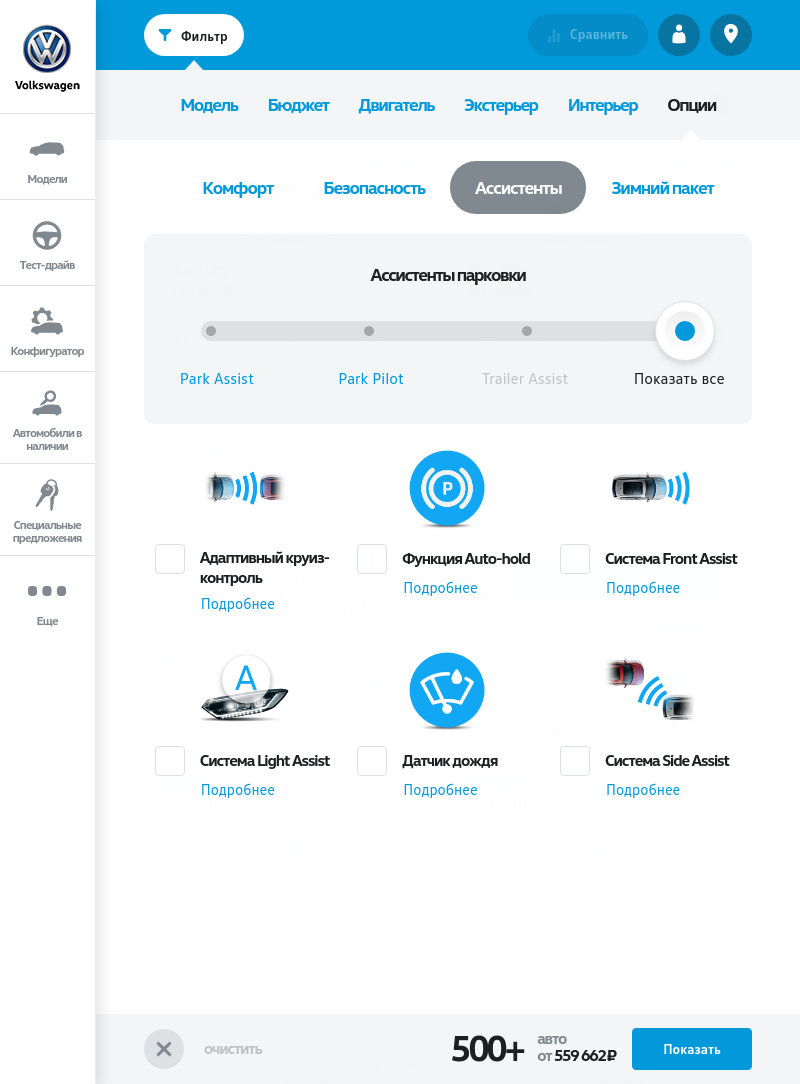 Фильтр
Сравнить
Volkswagen
Модели
Тест-драйв
Конфигуратор
Автомобили в
наличии
Специальные
предложения
Еще
Модель Бюджет Двигатель Экстерьер Интерьер Опции
Комфорт Безопасность Ассистенты Зимний пакет
Ассистенты парковки
Park Assist Park Pilot Trailer Assist Показать все
P
Адаптивный круиз-
контроль
Подробнее
Функция Auto-hold
Подробнее
Система Front Assist
Подробнее
A
Система Light Assist
Подробнее
Датчик дождя
Подробнее
Система Side Assist
Подробнее
очистить
500+
авто
от 559 662₽
Показать